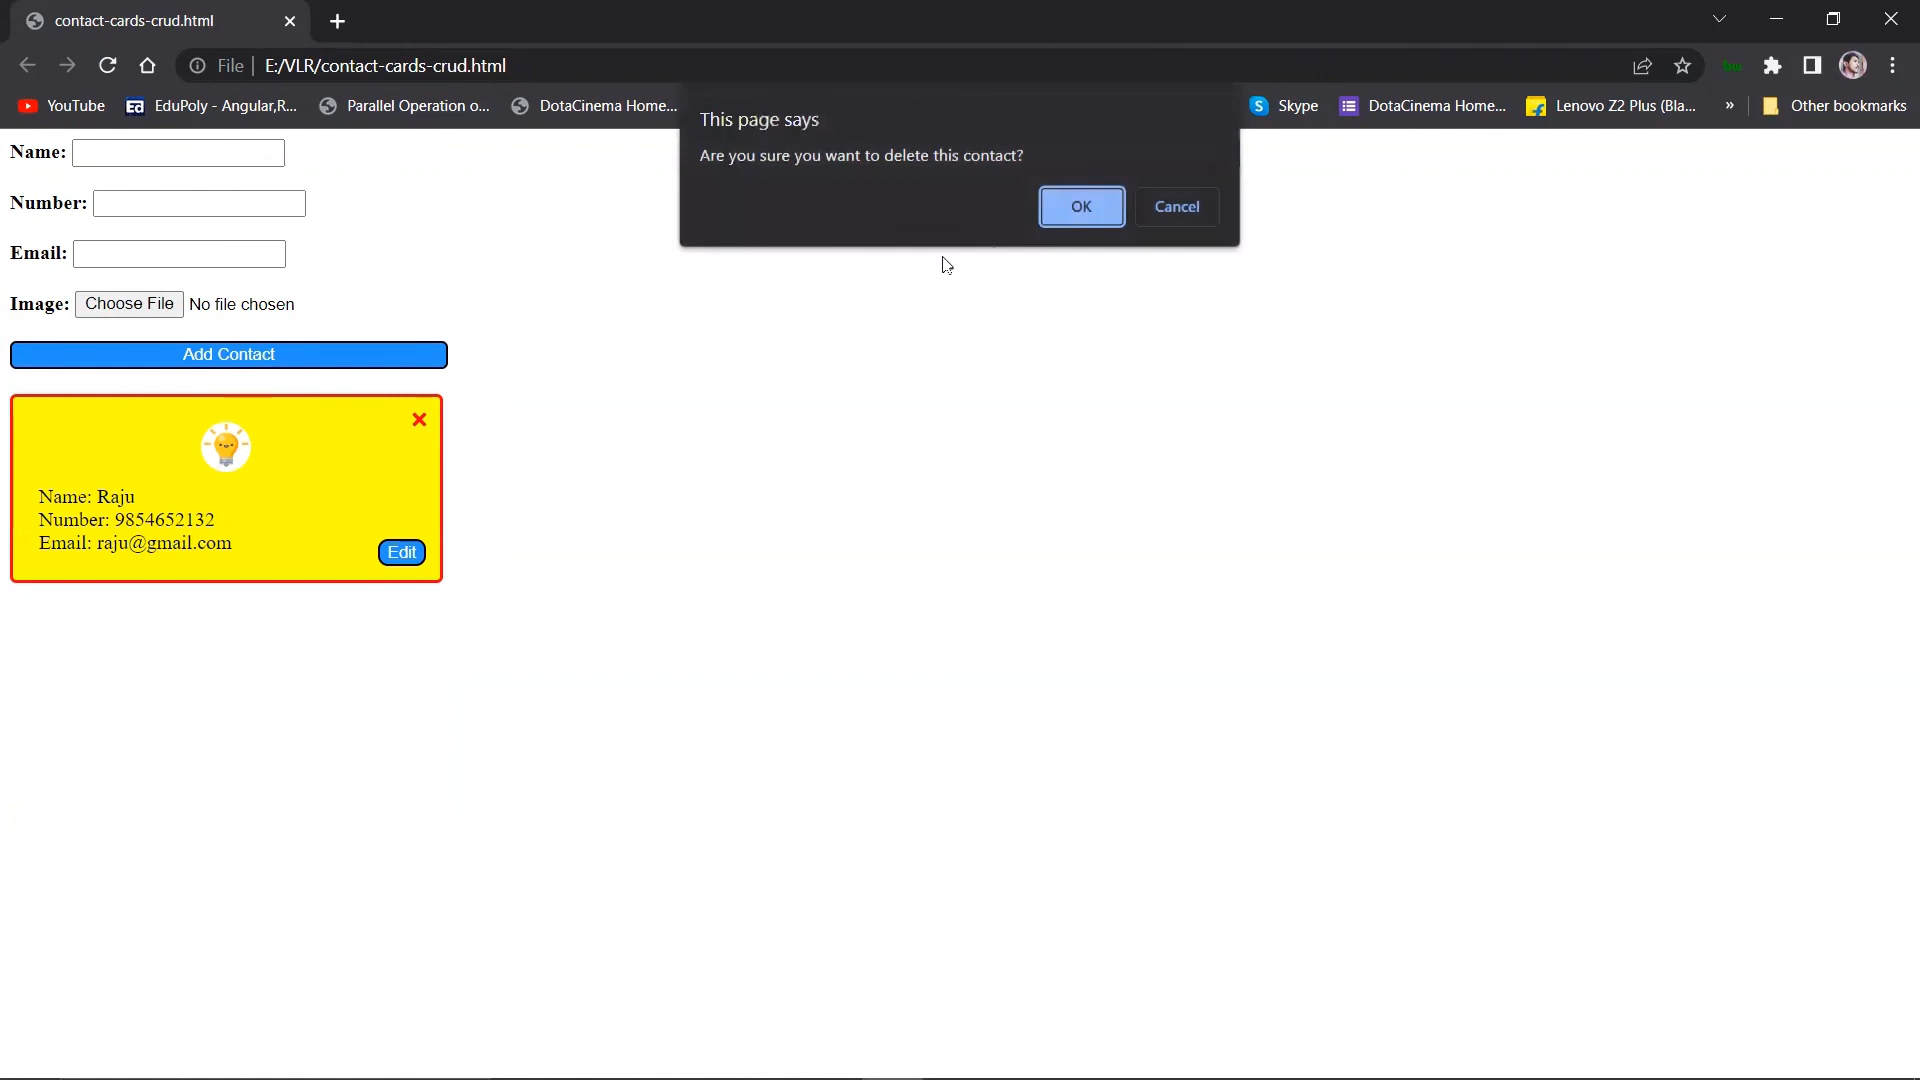 contact-cards-crud.html
File
E:/VLR/contact-cards-crud.html
YouTube
EduPoly - Angular,R...
Parallel Operation o...
DotaCinema Home...
Skype
DotaCinema Home...
Lenovo Z2 Plus (Bla...
»
Other bookmarks
This page says
Are you sure you want to delete this contact?
OK
Cancel
Name:
Number:
Email:
Image: Choose File No file chosen
Add Contact
Name: Raju
Number: 9854652132
Email: raju@gmail.com
Edit